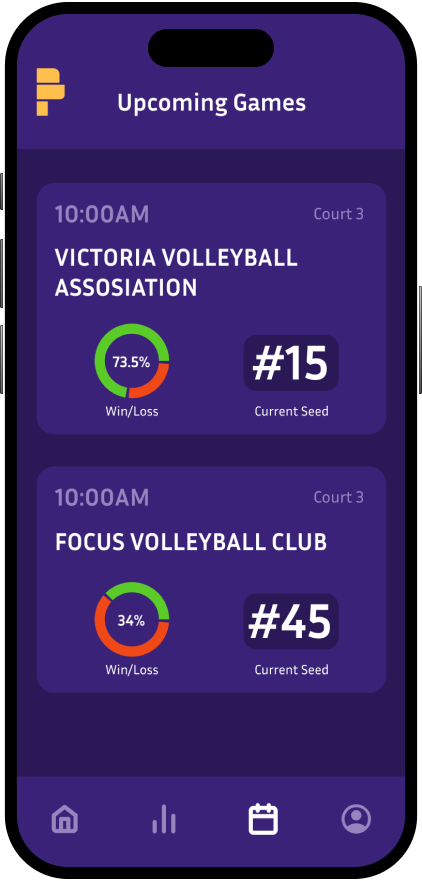 Upcoming Games
10:00AM
Court 3
VICTORIA VOLLEYBALL
ASSOSIATION
73.5%
#15
Win/Loss
Current Seed
10:00AM
Court 3
FOCUS VOLLEYBALL CLUB
34%
#45
Win/Loss
Current Seed